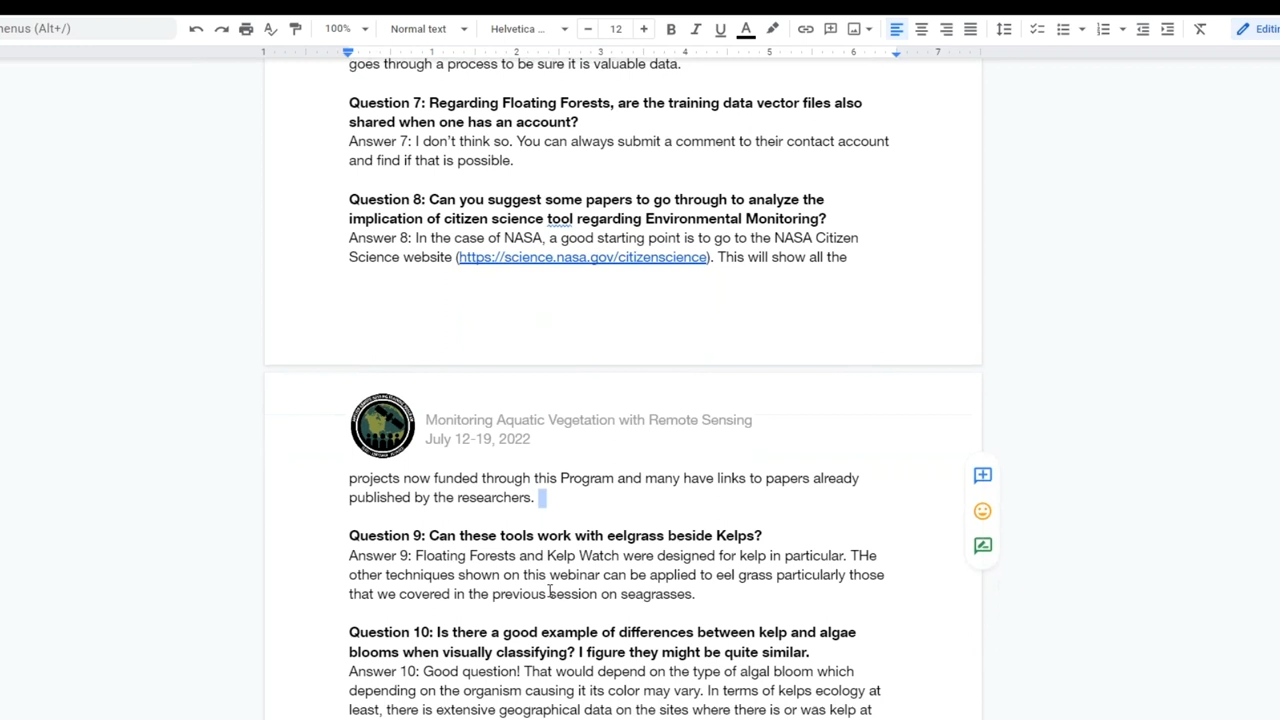 enus (Alt+/)
100%
Normal text
Helvetica ...
12
B I U A
Editin
1 1 2 3 4 5 6 7
goes through a process to be sure it is valuable data.
Question 7: Regarding Floating Forests, are the training data vector files also
shared when one has an account?
Answer 7: I don't think so. You can always submit a comment to their contact account
and find if that is possible.
Question 8: Can you suggest some papers to go through to analyze the
implication of citizen science tool regarding Environmental Monitoring?
Answer 8: In the case of NASA, a good starting point is to go to the NASA Citizen
Science website (https://science.nasa.gov/citizenscience). This will show all the
Monitoring Aquatic Vegetation with Remote Sensing
July 12-19, 2022
projects now funded through this Program and many have links to papers already
published by the researchers.
Question 9: Can these tools work with eelgrass beside Kelps?
Answer 9: Floating Forests and Kelp Watch were designed for kelp in particular. THe
other techniques shown on this webinar can be applied to eel grass particularly those
that we covered in the previous session on seagrasses.
Question 10: Is there a good example of differences between kelp and algae
blooms when visually classifying? I figure they might be quite similar.
Answer 10: Good question! That would depend on the type of algal bloom which
depending on the organism causing it its color may vary. In terms of kelps ecology at
least, there is extensive geographical data on the sites where there is or was kelp at